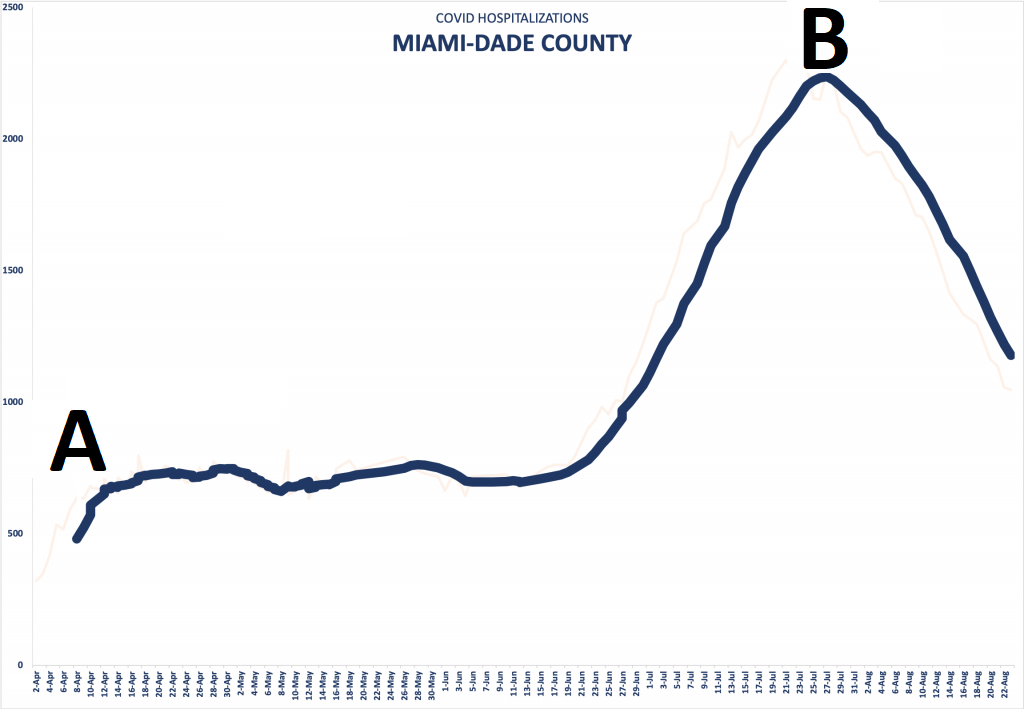 COVID HOSPITALIZATIONS
MIAMI-DADE COUNTY
B
A
2500
2000
1500
1000
500
0
2-Apr
4-Apr
6-Apr
8-Apr
10-Apr
12-Apr
14-Apr
16-Apr
18-Apr
20-Apr
22-Apr
24-Apr
26-Apr
28-Apr
30-Apr
2-May
4-May
6-May
8-May
10-May
12-May
14-May
16-May
18-May
20-May
22-May
24-May
26-May
28-May
30-May
1-Jun
3-Jun
5-Jun
7-Jun
9-Jun
11-Jun
13-Jun
15-Jun
17-Jun
19-Jun
21-Jun
23-Jun
25-Jun
27-Jun
29-Jun
1-Jul
3-Jul
5-Jul
7-Jul
9-Jul
11-Jul
13-Jul
15-Jul
17-Jul
19-Jul
21-Jul
23-Jul
25-Jul
27-Jul
29-Jul
31-Jul
2-Aug
4-Aug
6-Aug
8-Aug
10-Aug
12-Aug
14-Aug
16-Aug
18-Aug
20-Aug
22-Aug